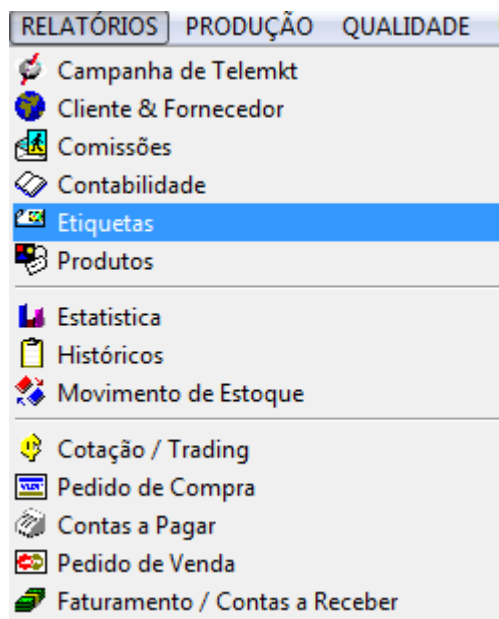 RELATÓRIOS PRODUÇÃO QUALIDADE
Campanha de Telemkt
Cliente & Fornecedor
Comissões
Contabilidade
Etiquetas
Produtos
Estatistica
Históricos
Movimento de Estoque
Cotação / Trading
Pedido de Compra
Contas a Pagar
Pedido de Venda
Faturamento / Contas a Receber